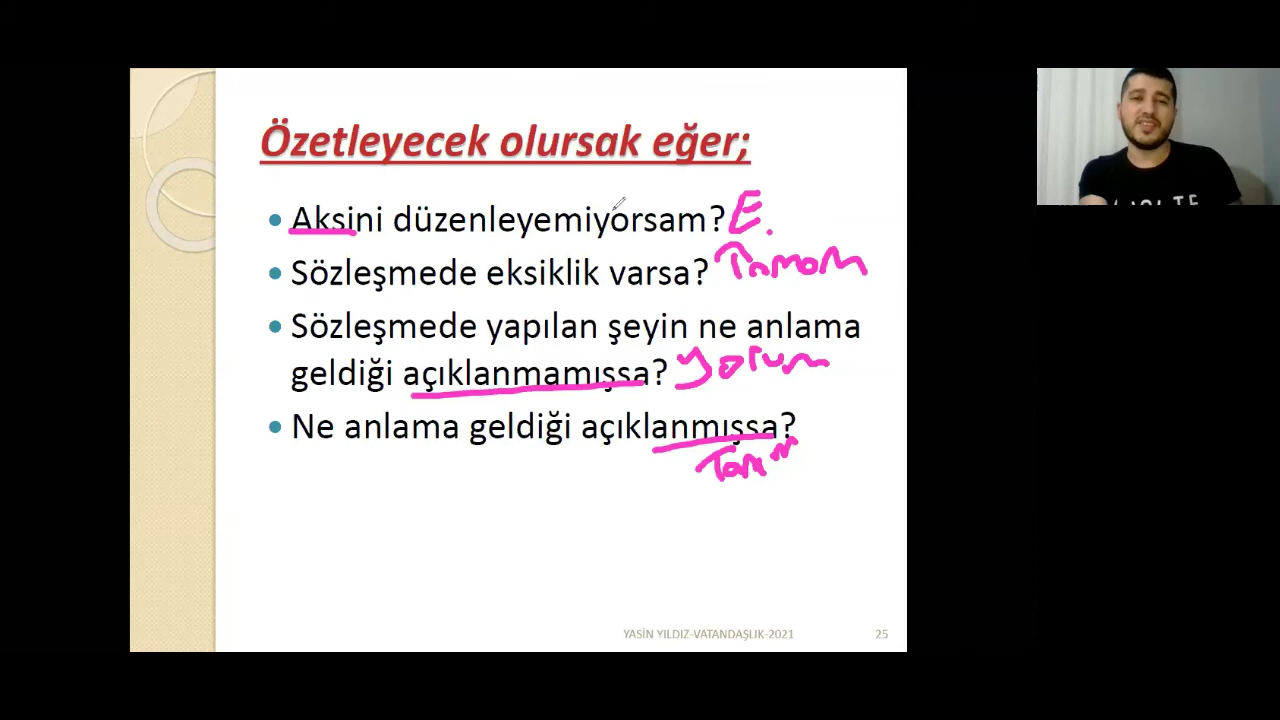 Özetleyecek olursak eğer;
• Aksini düzenleyemiyorsam? E.
• Sözleşmede eksiklik varsa? Tamam
• Sözleşmede yapılan şeyin ne anlama
geldiği açıklanmamışsa? yorum
• Ne anlama geldiği açıklanmışsa?
Tanım
YASİN YILDIZ-VATANDAŞLIK-2021 25